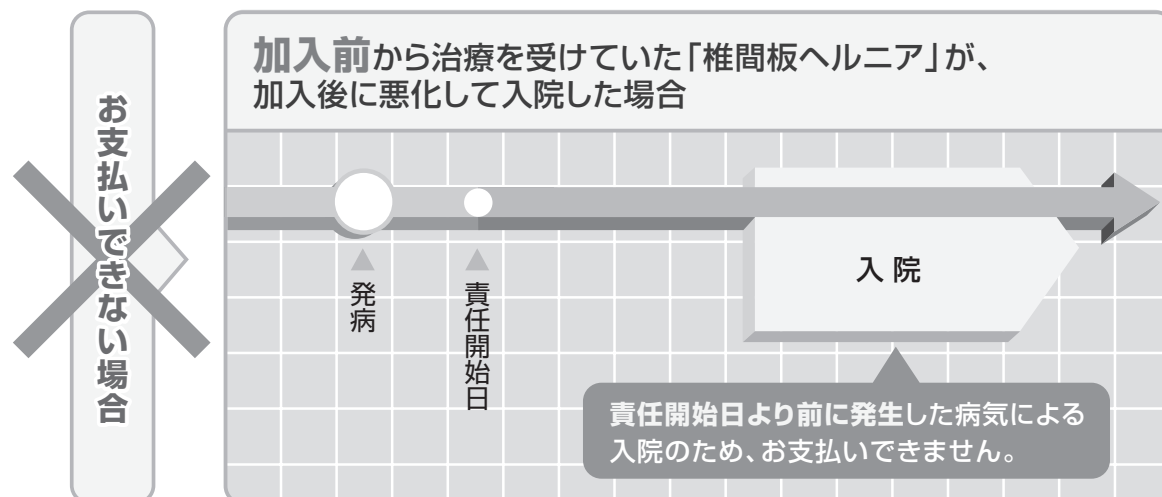 お支払いできない場合
加入前から治療を受けていた「椎間板ヘルニア」が、
加入後に悪化して入院した場合
発病
責任開始日
入院
責任開始日より前に発生した病気による
入院のため、お支払いできません。